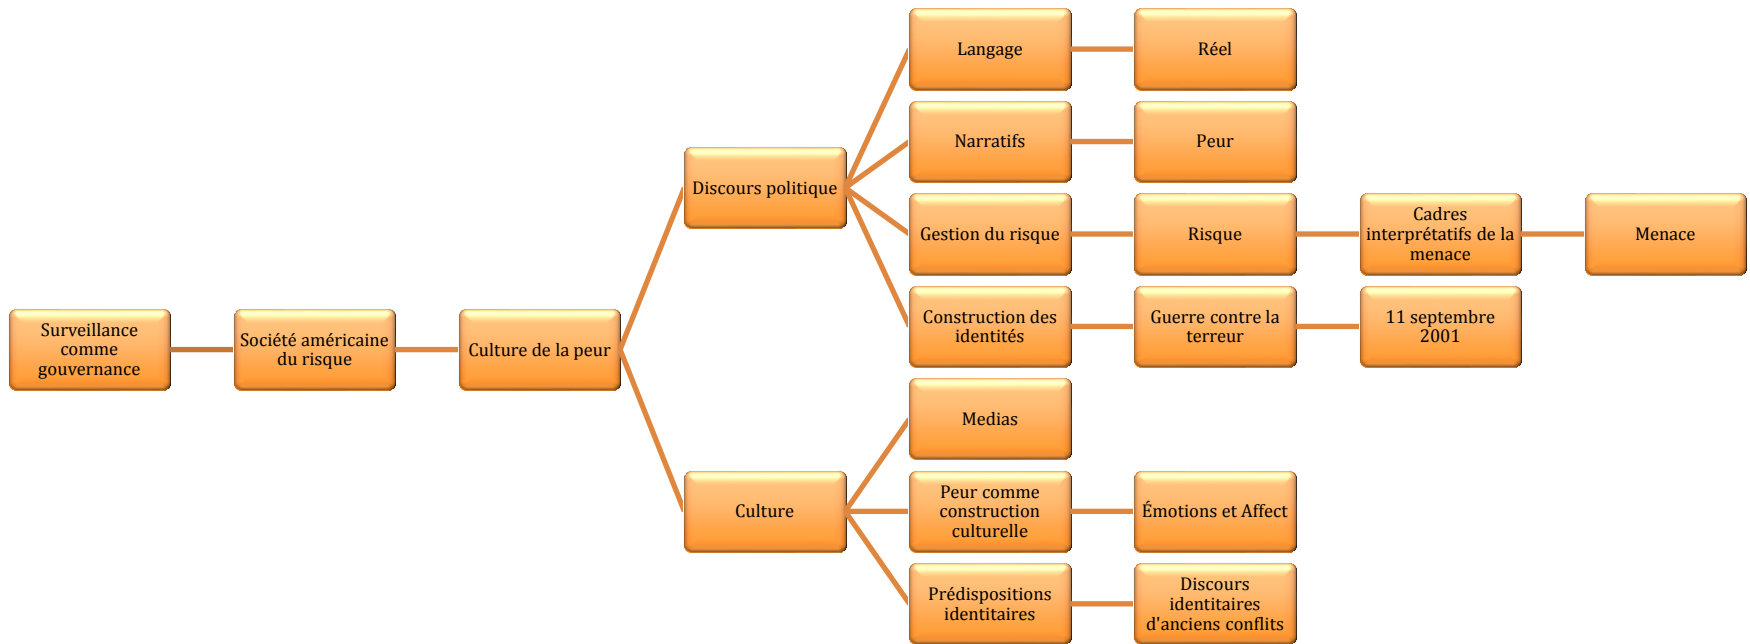 Langage
Réel
Narratifs
Peur
Discours politique
Gestion du risque
Risque
Cadres
interprétatifs de la
menace
Menace
Surveillance
comme
gouvernance
Société américaine
du risque
Culture de la peur
Construction des
identités
Guerre contre la
terreur
11 septembre
2001
Medias
Culture
Peur comme
construction
culturelle
Émotions et Affect
Prédispositions
identitaires
Discours
identitaires
d'anciens conflits